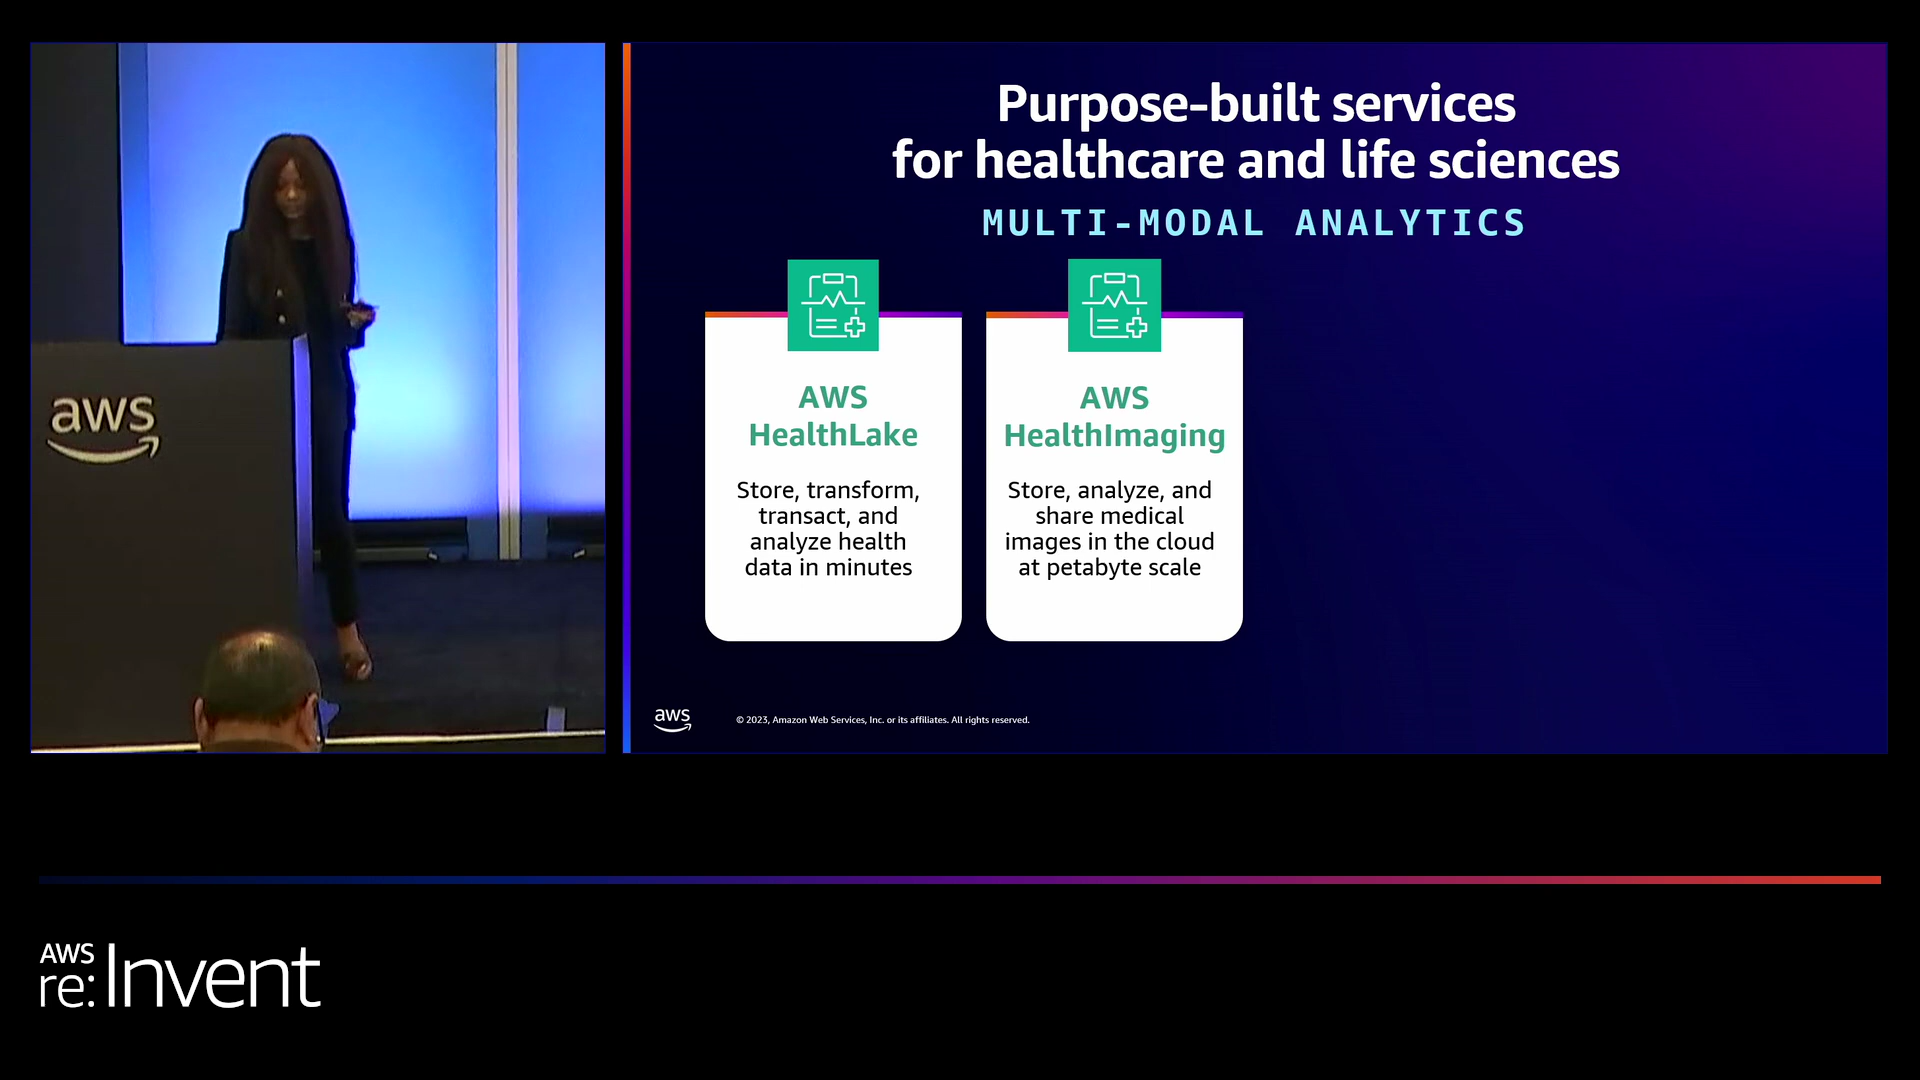 Purpose-built services
for healthcare and life sciences
MULTI-MODAL ANALYTICS
AWS
HealthLake
Store, transform,
transact, and
analyze health
data in minutes
AWS
HealthImaging
Store, analyze, and
share medical
images in the cloud
at petabyte scale
aws
aws
© 2023, Amazon Web Services, Inc. or its affiliates. All rights reserved.
AWS
re:Invent